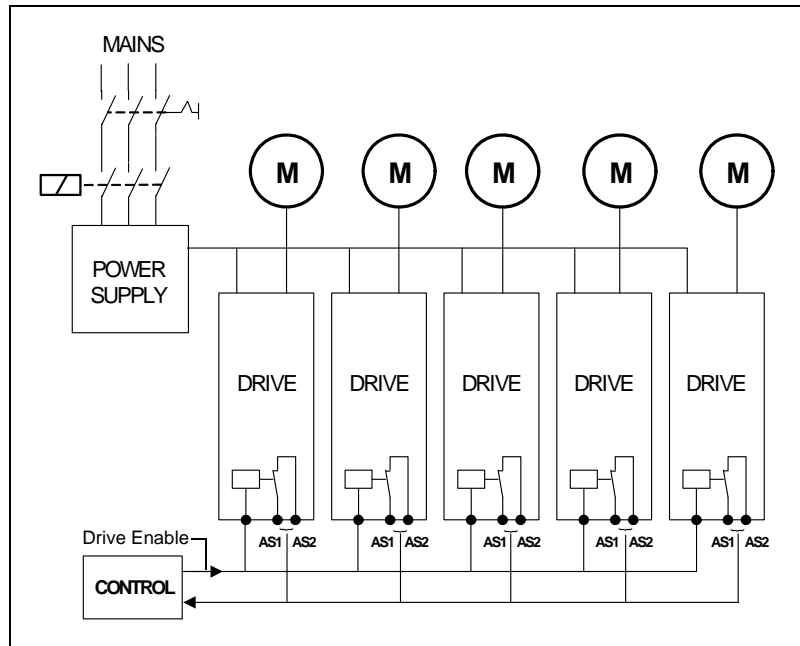 MAINS
M M M M M
POWER
SUPPLY
DRIVE DRIVE DRIVE DRIVE DRIVE
Drive Enable
AS1 AS2 AS1 AS2 AS1 AS2 AS1 AS2 AS1 AS2
CONTROL